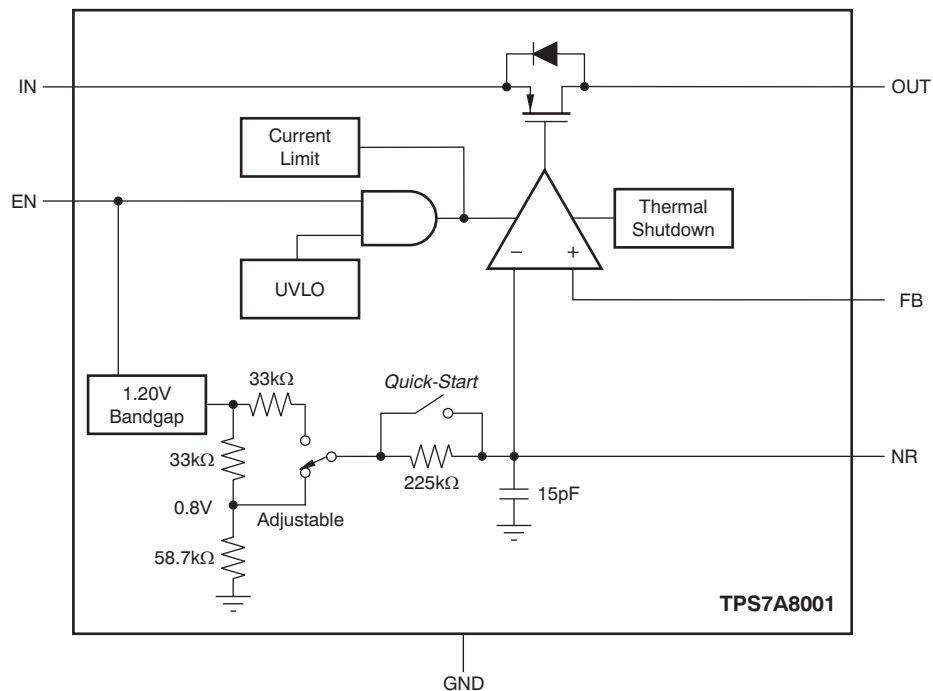 IN
OUT
Current
Limit
EN
Thermal
Shutdown
−
+
UVLO
FB
33kΩ
Quick-Start
1.20V
Bandgap
33kΩ
NR
225kΩ
15pF
0.8V
Adjustable
58.7kΩ
TPS7A8001
GND